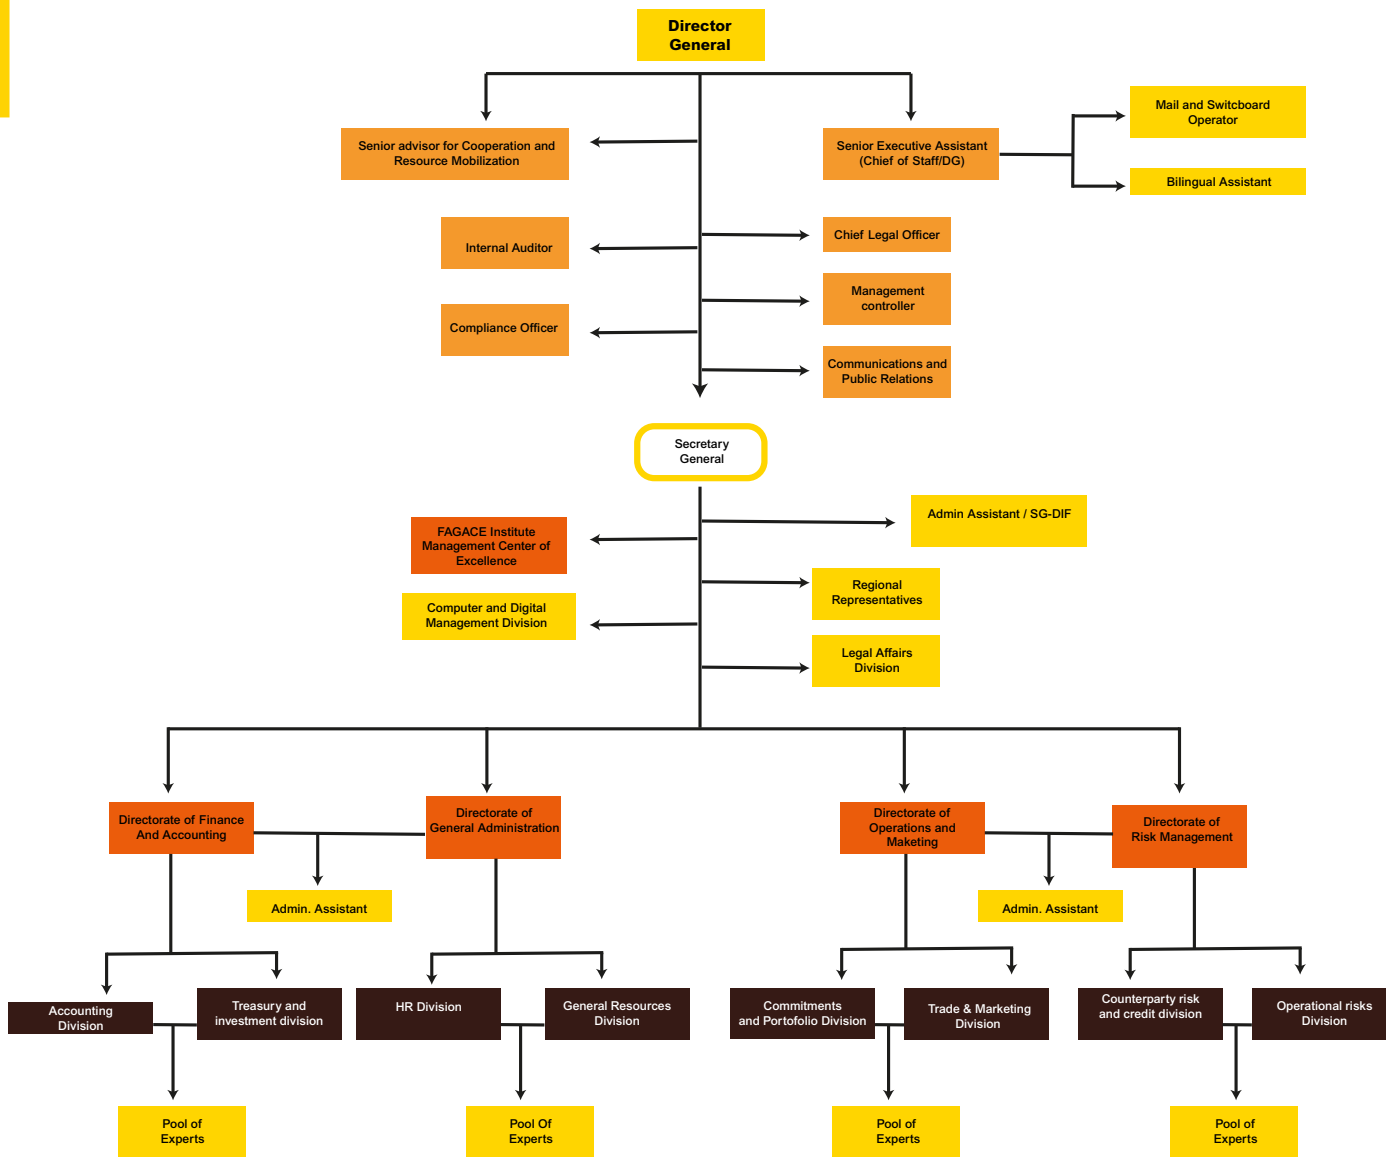 Director
General
Senior advisor for Cooperation and
Resource Mobilization
Senior Executive Assistant
(Chief of Staff/DG)
Mail and Switcboard
Operator
Bilingual Assistant
Internal Auditor
Chief Legal Officer
Management
controller
Compliance Officer
Communications and
Public Relations
Secretary
General
FAGACE Institute
Management Center of
Excellence
Admin Assistant / SG-DIF
Computer and Digital
Management Division
Regional
Representatives
Legal Affairs
Division
Directorate of Finance
And Accounting
Directorate of
General Administration
Directorate of
Operations and
Maketing
Directorate of
Risk Management
Admin. Assistant
Admin. Assistant
Accounting
Division
Treasury and
investment division
HR Division
General Resources
Division
Commitments
and Portofolio Division
Trade & Marketing
Division
Counterparty risk
and credit division
Operational risks
Division
Pool of
Experts
Pool Of
Experts
Pool of
Experts
Pool of
Experts